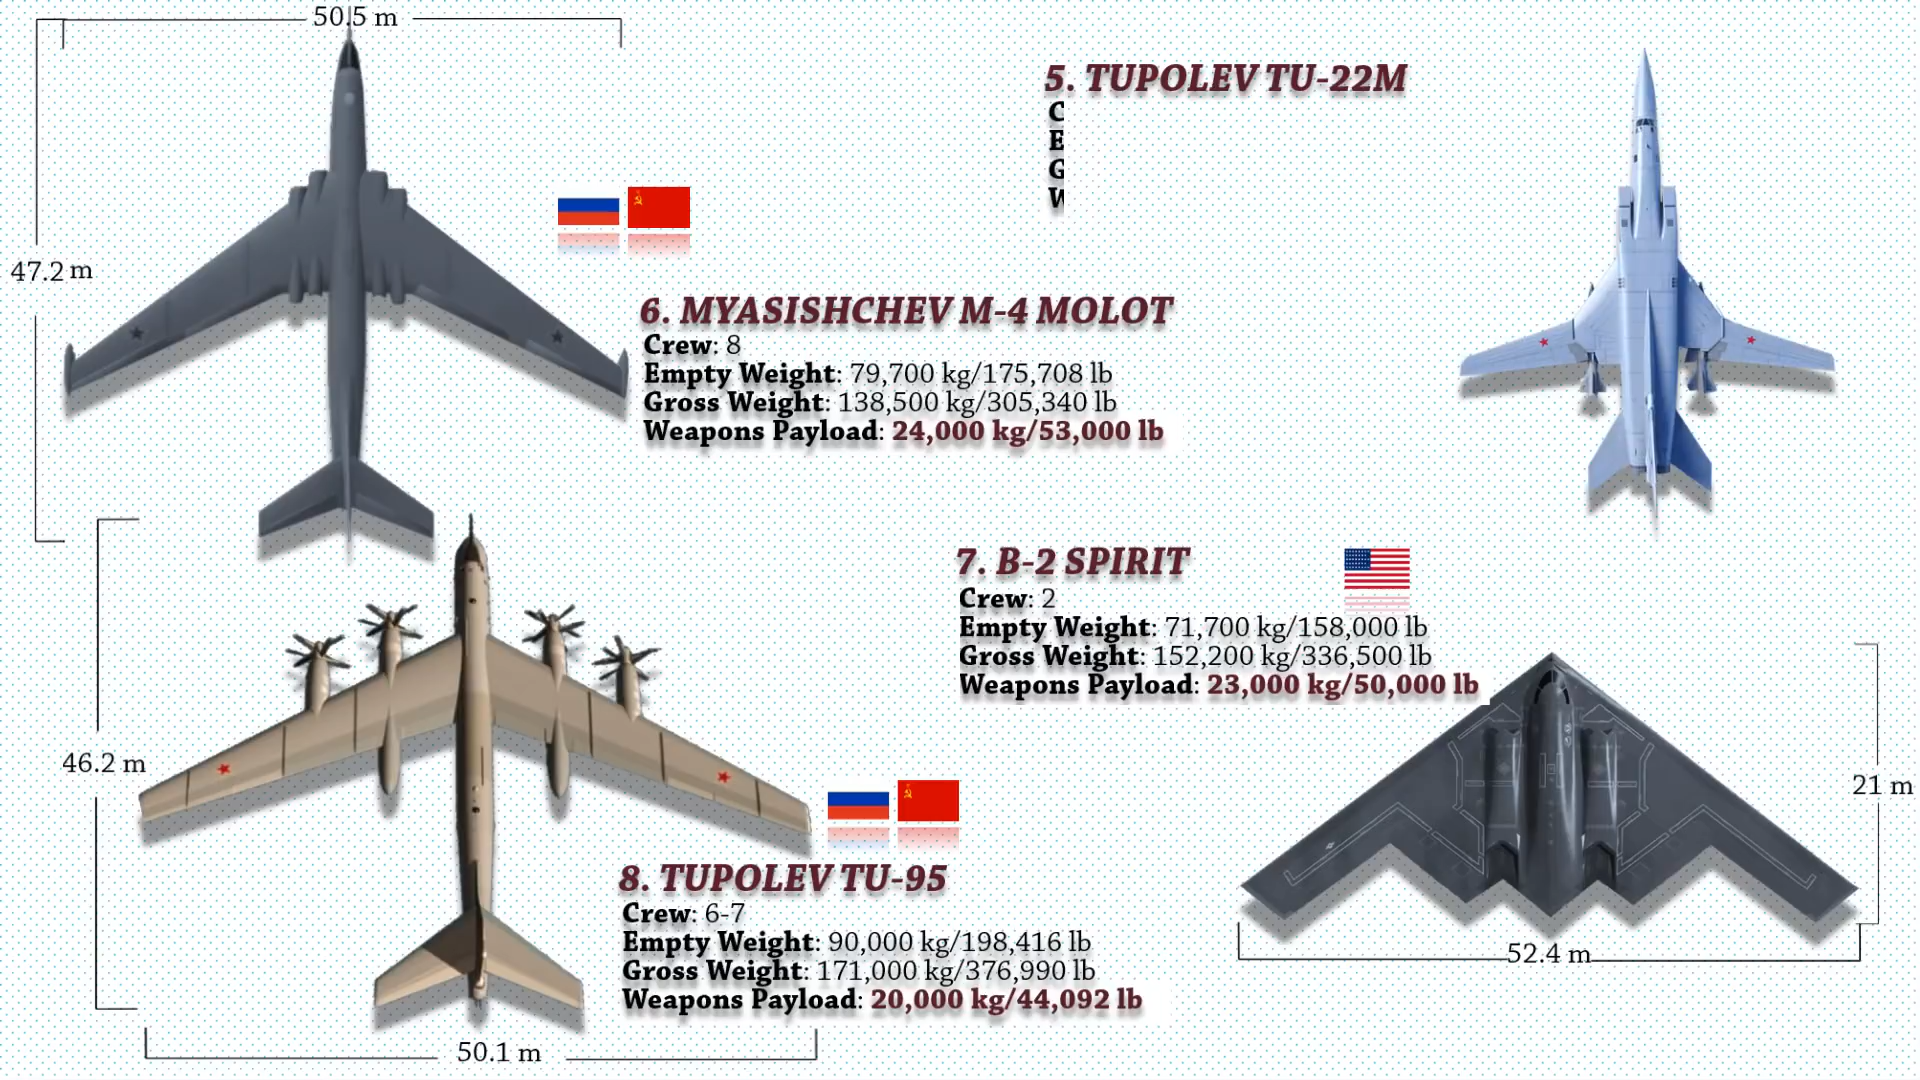 50.5 m
47.2 m
5. TUPOLEV TU-22M
C
E
G
W
6. MYASISHCHEV M-4 MOLOT
Crew: 8
Empty Weight: 79,700 kg/175,708 lb
Gross Weight: 138,500 kg/305,340 lb
Weapons Payload: 24,000 kg/53,000 lb
7. B-2 SPIRIT
Crew: 2
Empty Weight: 71,700 kg/158,000 lb
Gross Weight: 152,200 kg/336,500 lb
Weapons Payload: 23,000 kg/50,000 lb
21 m
52.4 m
46.2 m
8. TUPOLEV TU-95
Crew: 6-7
Empty Weight: 90,000 kg/198,416 lb
Gross Weight: 171,000 kg/376,990 lb
Weapons Payload: 20,000 kg/44,092 lb
50.1 m